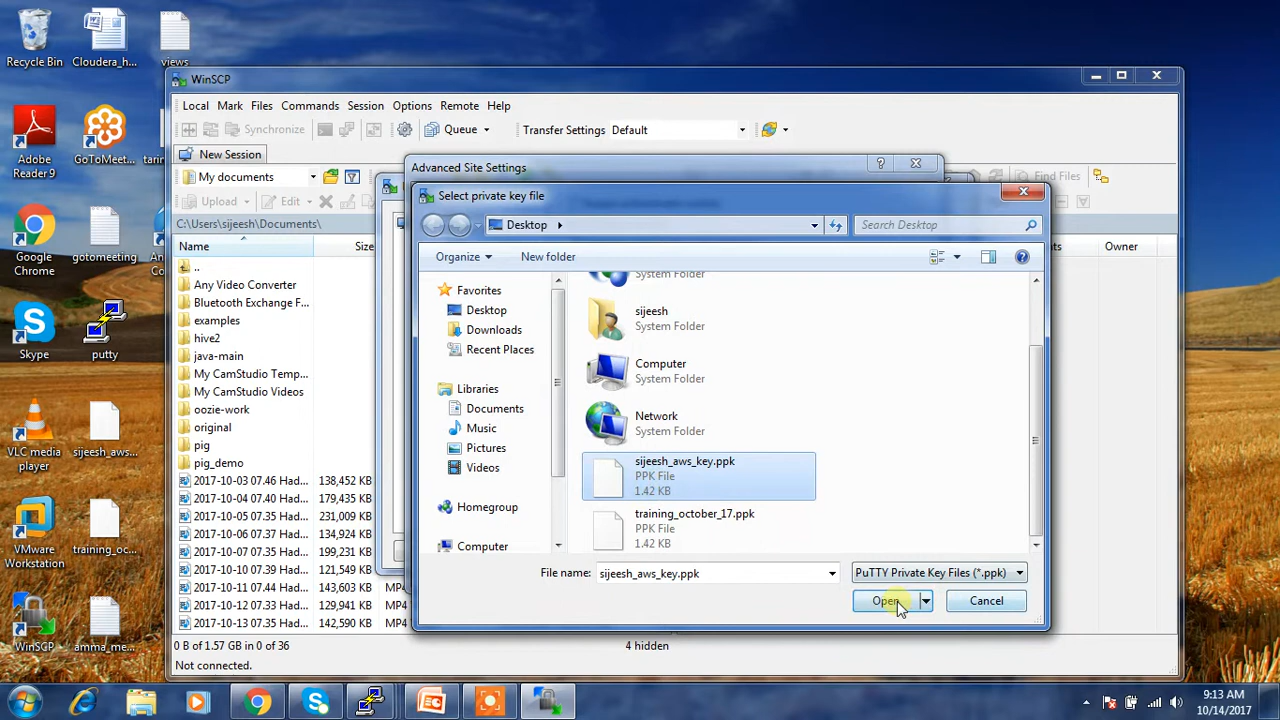 Recycle Bin
Cloudera_h...
views
Adobe
Reader 9
GoToMeet...
Google
Chrome
gotomeeting
Skype
putty
VLC media
player
sijeesh_aws...
VMware
Workstation
training_oc...
WinSCP
amma_me...
WinSCP
Local
Mark
Files
Commands
Session
Options
Remote
Help
Synchronize
Queue
Transfer Settings
Default
New Session
My documents
Find Files
Upload
Edit
C:\Users\sijeesh\Documents\
Name
Size
Owner
..
Any Video Converter
Bluetooth Exchange F...
examples
hive2
java-main
My CamStudio Temp...
My CamStudio Videos
oozie-work
original
pig
pig_demo
2017-10-03 07.46 Had... 138,452 KB
2017-10-04 07.40 Had... 179,435 KB
2017-10-05 07.35 Had... 231,009 KB
2017-10-06 07.37 Had... 134,924 KB
2017-10-07 07.35 Had... 199,231 KB
2017-10-10 07.39 Had... 121,549 KB
2017-10-11 07.44 Had... 143,603 KB MP4
2017-10-12 07.33 Had... 129,941 KB MP4
2017-10-13 07.35 Had... 142,590 KB MP4
0 B of 1.57 GB in 0 of 36
4 hidden
Not connected.
Advanced Site Settings
Select private key file
Desktop
Search Desktop
Organize
New folder
Favorites
Desktop
Downloads
Recent Places
Libraries
Documents
Music
Pictures
Videos
Homegroup
Computer
System Folder
sijeesh
System Folder
Computer
System Folder
Network
System Folder
sijeesh_aws_key.ppk
PPK File
1.42 KB
training_october_17.ppk
PPK File
1.42 KB
File name:
sijeesh_aws_key.ppk
PuTTY Private Key Files (*.ppk)
Open
Cancel
9:13 AM
10/14/2017